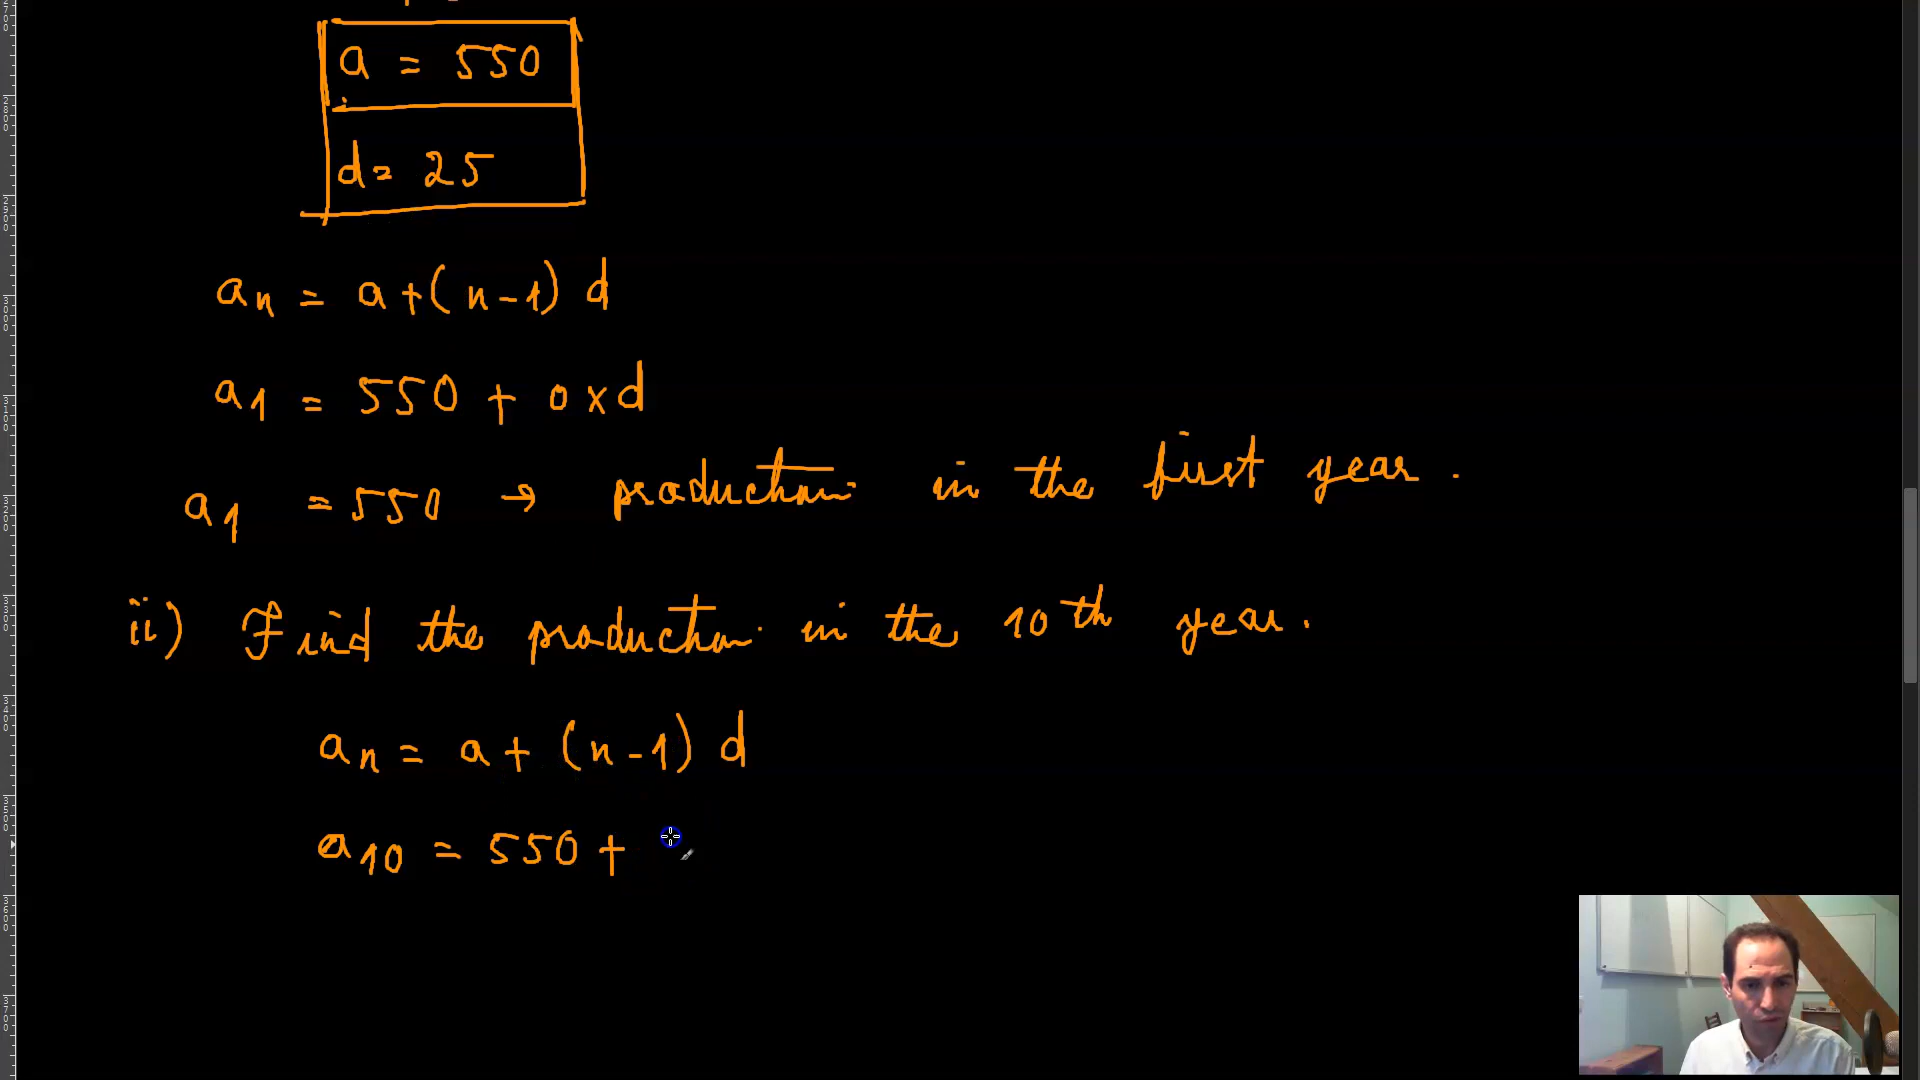 a = 550
d = 25
an = a + (n - 1) d
a1 = 550 + 0 x d
a1 = 550 → production in the first year.
ii) Find the production in the 10th year.
an = a + (n - 1) d
a10 = 550 +